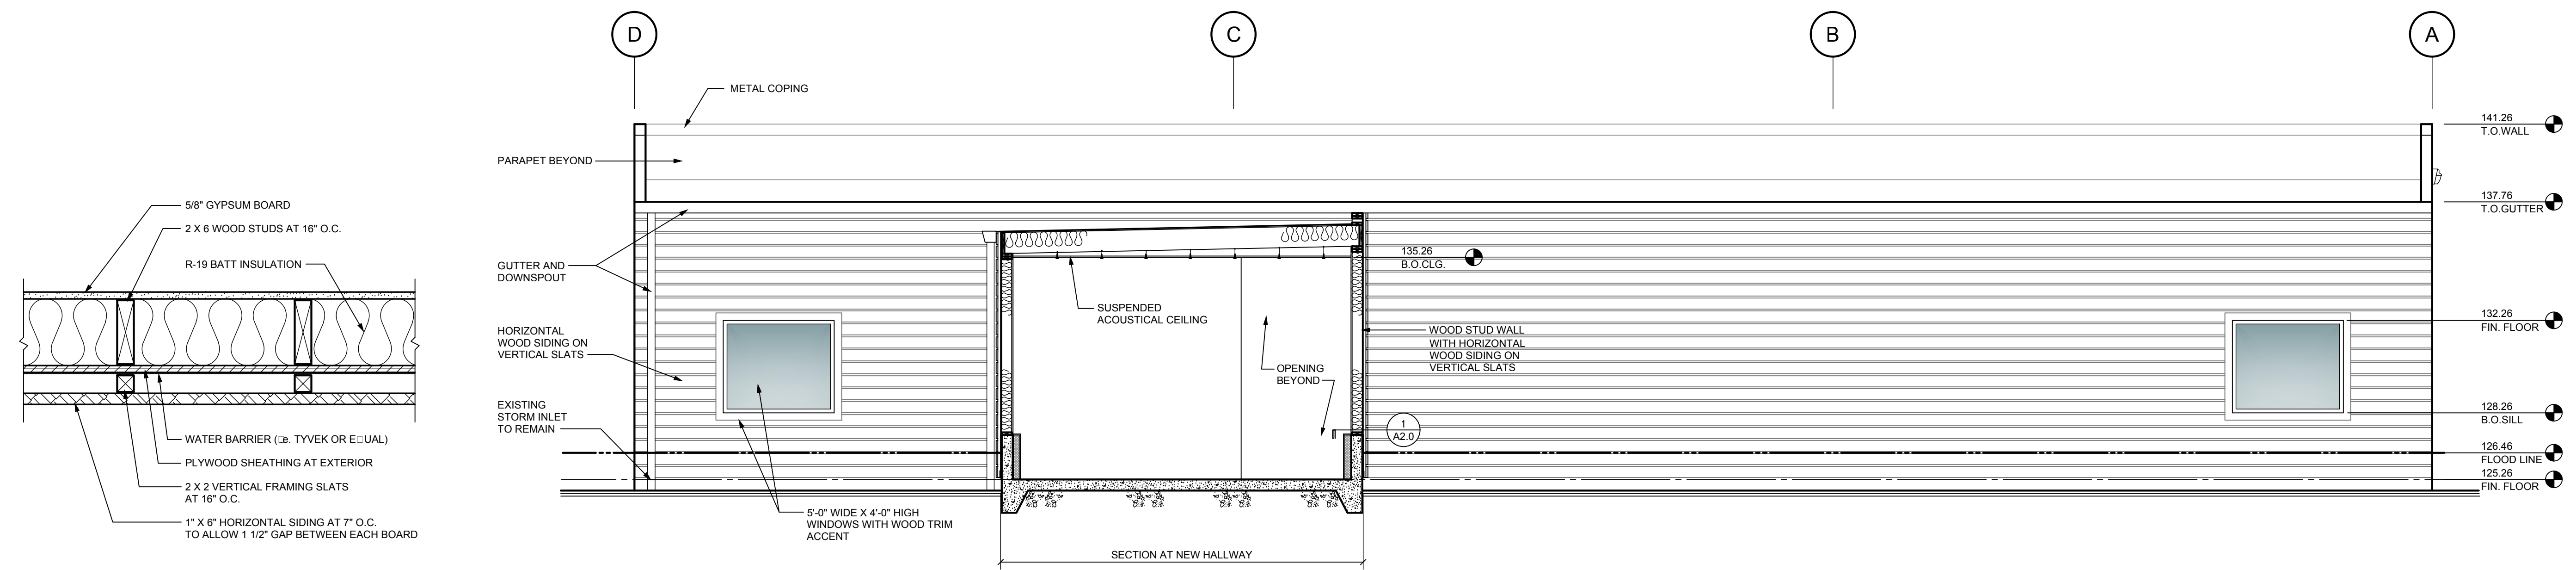 D
C
B
A
METAL COPING
PARAPET BEYOND
141.26
T.O.WALL
137.76
T.O.GUTTER
5/8" GYPSUM BOARD
2 X 6 WOOD STUDS AT 16" O.C.
R-19 BATT INSULATION
WATER BARRIER (□e. TYVEK OR E□UAL)
PLYWOOD SHEATHING AT EXTERIOR
2 X 2 VERTICAL FRAMING SLATS
AT 16" O.C.
1" X 6" HORIZONTAL SIDING AT 7" O.C.
TO ALLOW 1 1/2" GAP BETWEEN EACH BOARD
GUTTER AND
DOWNSPOUT
HORIZONTAL
WOOD SIDING ON
VERTICAL SLATS
EXISTING
STORM INLET
TO REMAIN
5'-0" WIDE X 4'-0" HIGH
WINDOWS WITH WOOD TRIM
ACCENT
SUSPENDED
ACOUSTICAL CEILING
OPENING
BEYOND
135.26
B.O.CLG.
WOOD STUD WALL
WITH HORIZONTAL
WOOD SIDING ON
VERTICAL SLATS
1
A2.0
SECTION AT NEW HALLWAY
132.26
FIN. FLOOR
128.26
B.O.SILL
126.46
FLOOD LINE
125.26
FIN. FLOOR